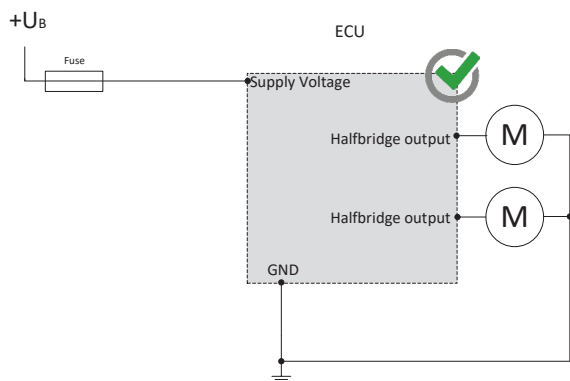 +UB
ECU
Fuse
Supply Voltage
Halfbridge output
M
Halfbridge output
M
GND